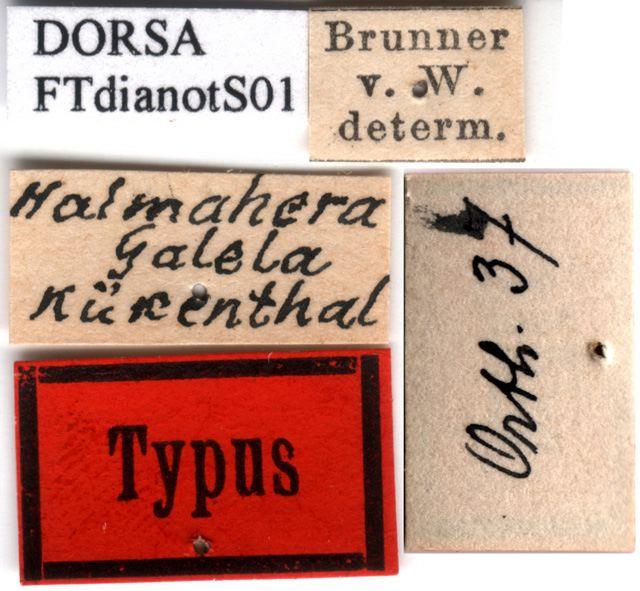 DORSA
FTdianotS01
Brunner
v. W.
determ.
Halmahera
Galela
Kükenthal
Orth. 37
Typus